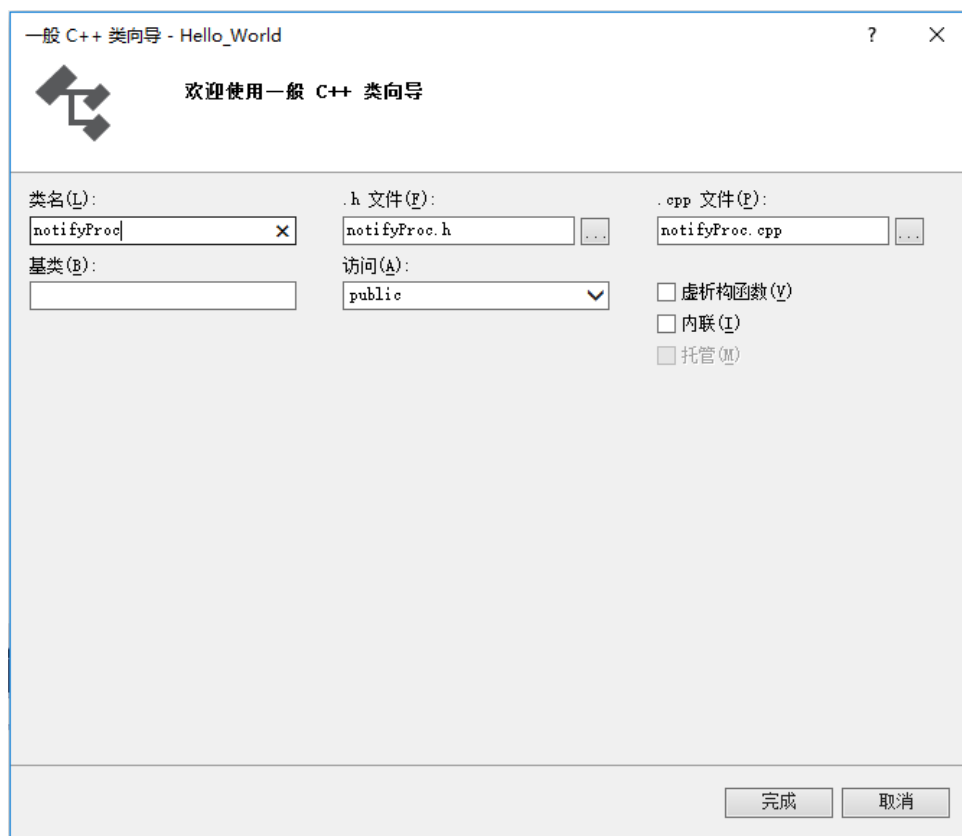 一般 C++ 类向导 - Hello_World ? ×
欢迎使用一般 C++ 类向导
类名(L): .h 文件(F): .cpp 文件(P):
notifyProc × notifyProc.h ... notifyProc.cpp ...
基类(B): 访问(A):
public 虚析构函数(V)
内联(I)
托管(M)
完成 取消